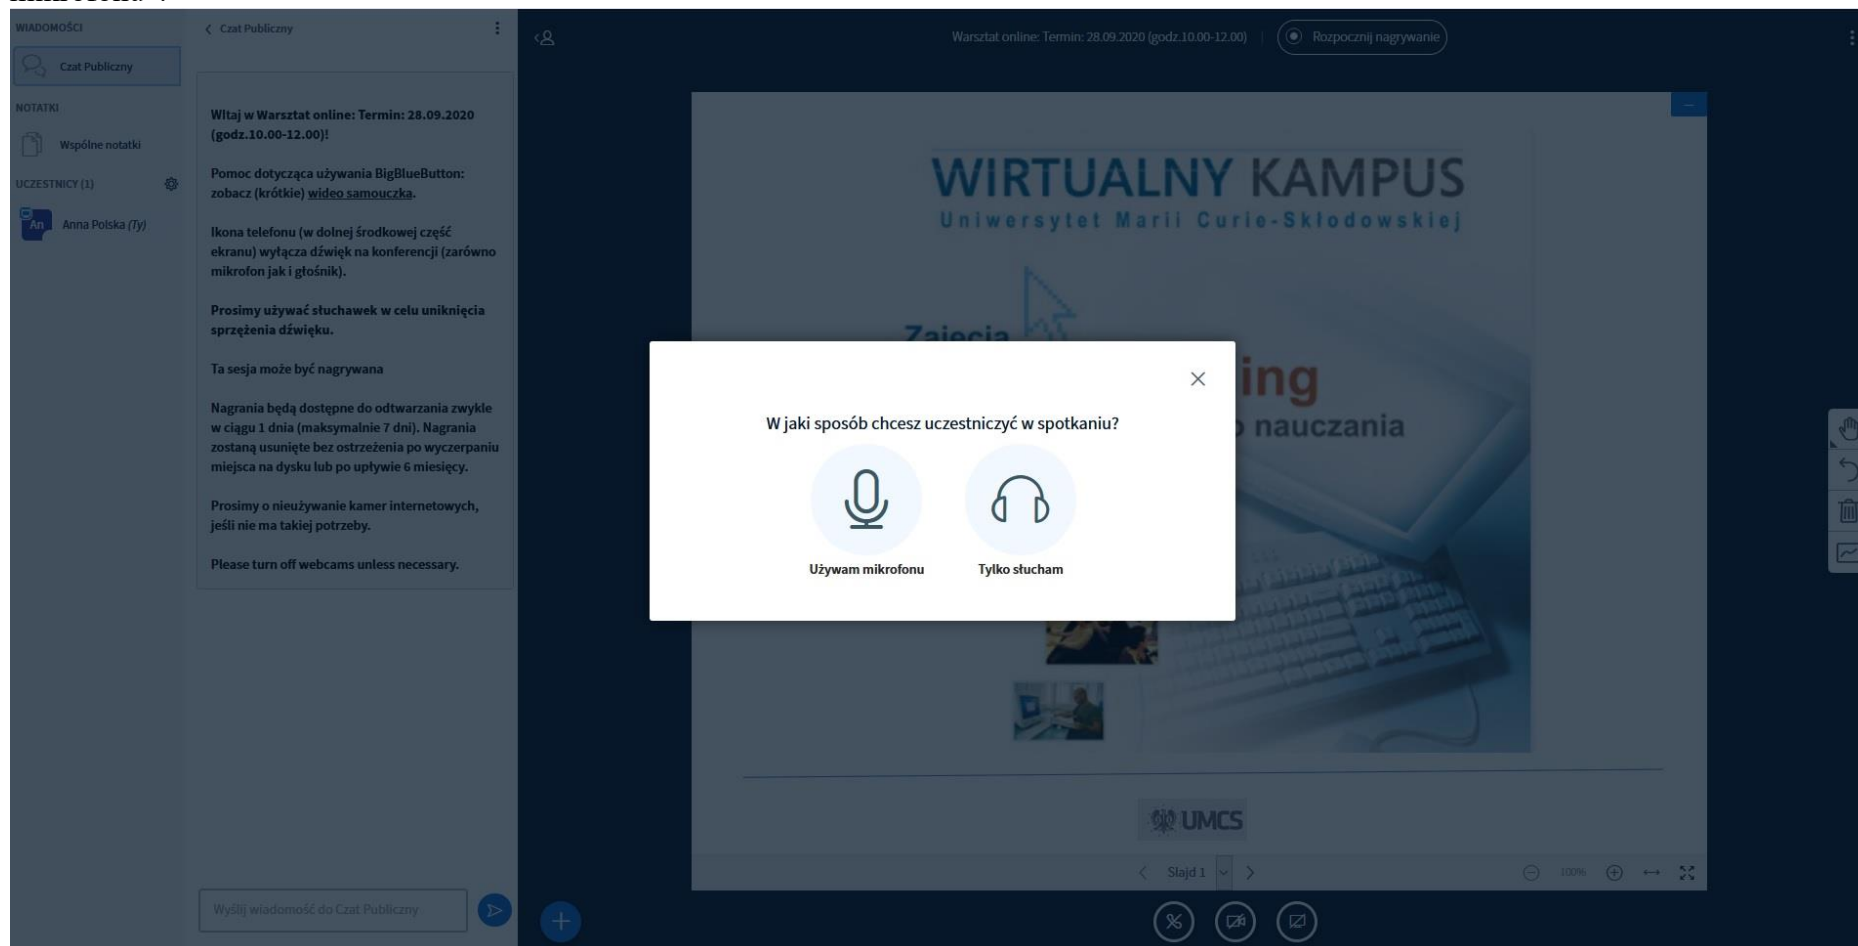 WIADOMOŚCI
Czat Publiczny
NOTATKI
Wspólne notatki
UCZESTNICY (1)
An
Anna Polska (Ty)
Czat Publiczny
WItaj w Warsztat online: Termin: 28.09.2020
(godz.10.00-12.00)!
Pomoc dotycząca używania BigBlueButton:
zobacz (krótkie) wideo samouczka.
Ikona telefonu (w dolnej środkowej część
ekranu) wyłącza dźwięk na konferencji (zarówno
mikrofon jak i głośnik).
Prosimy używać słuchawek w celu uniknięcia
sprzężenia dźwięku.
Ta sesja może być nagrywana
Nagrania będą dostępne do odtwarzania zwykle
w ciągu 1 dnia (maksymalnie 7 dni). Nagrania
zostaną usunięte bez ostrzeżenia po wyczerpaniu
miejsca na dysku lub po upływie 6 miesięcy.
Prosimy o nieużywanie kamer internetowych,
jeśli nie ma takiej potrzeby.
Please turn off webcams unless necessary.
Wyślij wiadomość do Czat Publiczny
Warsztat online: Termin: 28.09.2020 (godz.10.00-12.00)
Rozpocznij nagrywanie
WIRTUALNY KAMPUS
Uniwersytet Marii Curie-Skłodowskiej
Zajęcia
ing
nauczania
W jaki sposób chcesz uczestniczyć w spotkaniu?
Używam mikrofonu
Tylko słucham
UMCS
Slajd 1
100%